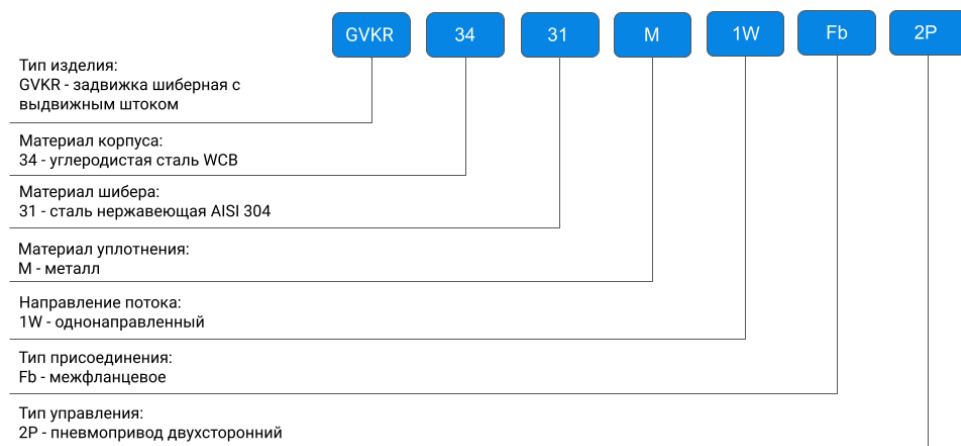 GVKR 34 31 M 1W Fb 2P
Тип изделия:
GVKR - задвижка шиберная с
выдвижным штоком
Материал корпуса:
34 - углеродистая сталь WCB
Материал шибера:
31 - сталь нержавеющая AISI 304
Материал уплотнения:
M - металл
Направление потока:
1W - однонаправленный
Тип присоединения:
Fb - межфланцевое
Тип управления:
2P - пневмопривод двухсторонний